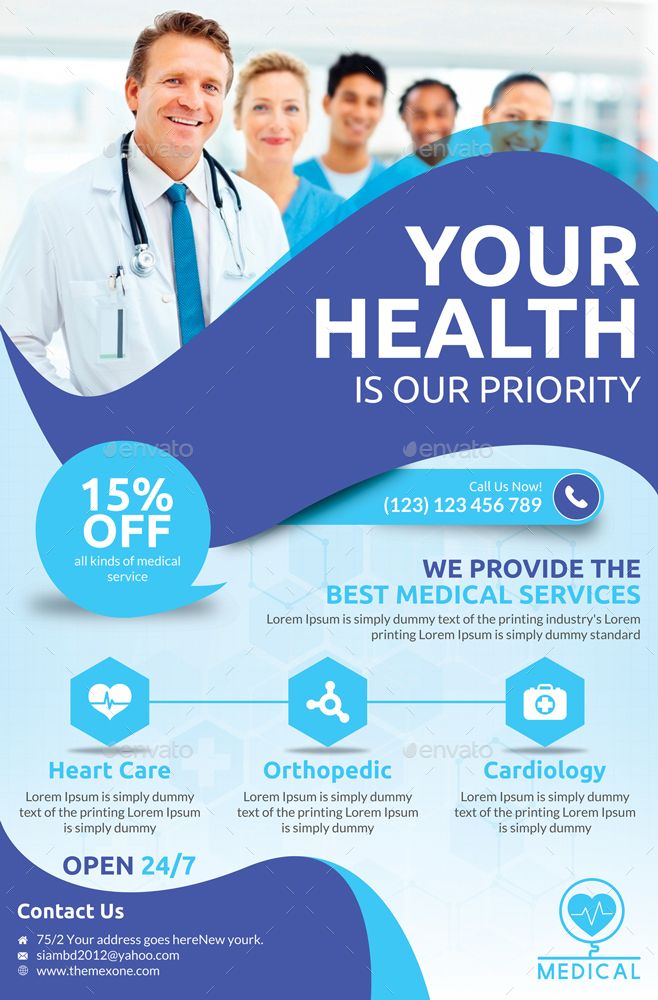 YOUR
HEALTH
IS OUR PRIORITY
15%
OFF
all kinds of medical
service
Call Us Now!
(123) 123 456 789
WE PROVIDE THE
BEST MEDICAL SERVICES
Lorem Ipsum is simply dummy text of the printing industry's Lorem
printing Lorem Ipsum is simply dummy standard
Heart Care
Lorem Ipsum is simply dummy
text of the printing Lorem Ipsum
is simply dummy
Orthopedic
Lorem Ipsum is simply dummy
text of the printing Lorem Ipsum
is simply dummy
Cardiology
Lorem Ipsum is simply dummy
text of the printing Lorem Ipsum
is simply dummy
OPEN 24/7
Contact Us
75/2 Your address goes hereNew yourk.
siambd2012@yahoo.com
www.themexone.com
MEDICAL
envato
envato
envato
envato
envato
envato